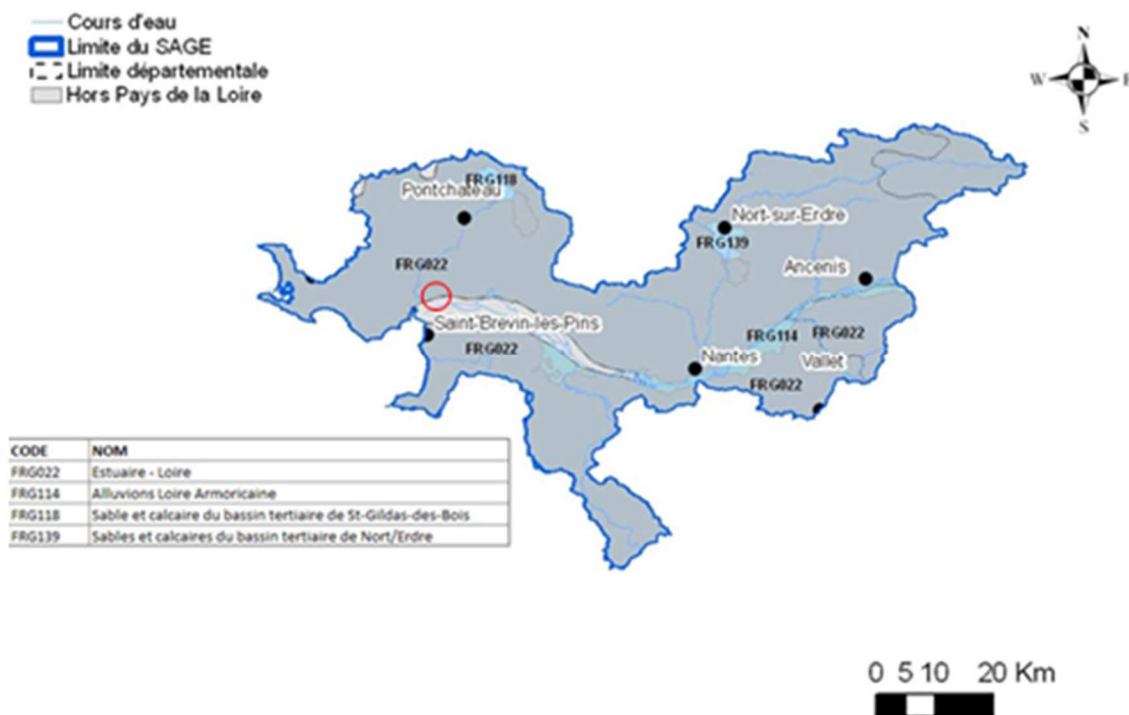 Cours d'eau
Limite du SAGE
Limite départementale
Hors Pays de la Loire
N
W
E
S
FRG118
Pontchateau
Nort-sur-Erdre
FRG139
FRG022
Ancenis
Saint-Brevin-les-Pins
FRG022
FRG114
FRG022
Nantes
Vallet
FRG022
CODE NOM
FRG022 Estuaire - Loire
FRG114 Alluvions Loire Armoricaine
FRG118 Sable et calcaire du bassin tertiaire de St-Gildas-des-Bois
FRG139 Sables et calcaires du bassin tertiaire de Nort/Erdre
0 5 10 20 Km